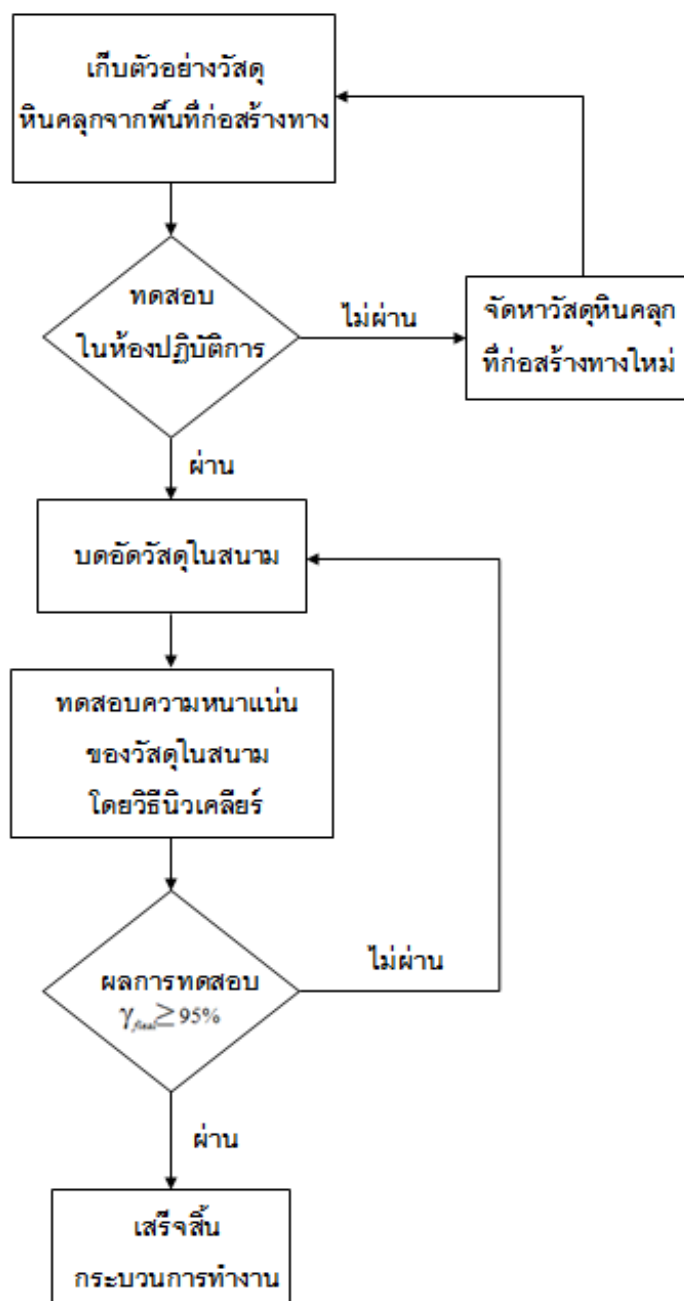 เก็บตัวอย่างวัสดุ
หินคลุกจากพื้นที่ก่อสร้างทาง
ทดสอบ
ในห้องปฏิบัติการ
ไม่ผ่าน
จัดหาวัสดุหินคลุก
ที่ก่อสร้างทางใหม่
ผ่าน
บดอัดวัสดุในสนาม
ทดสอบความหนาแน่น
ของวัสดุในสนาม
โดยวิธีนิวเคลียร์
ไม่ผ่าน
ผลการทดสอบ
γ ≥ 95%
ผ่าน
เสร็จสิ้น
กระบวนการทำงาน